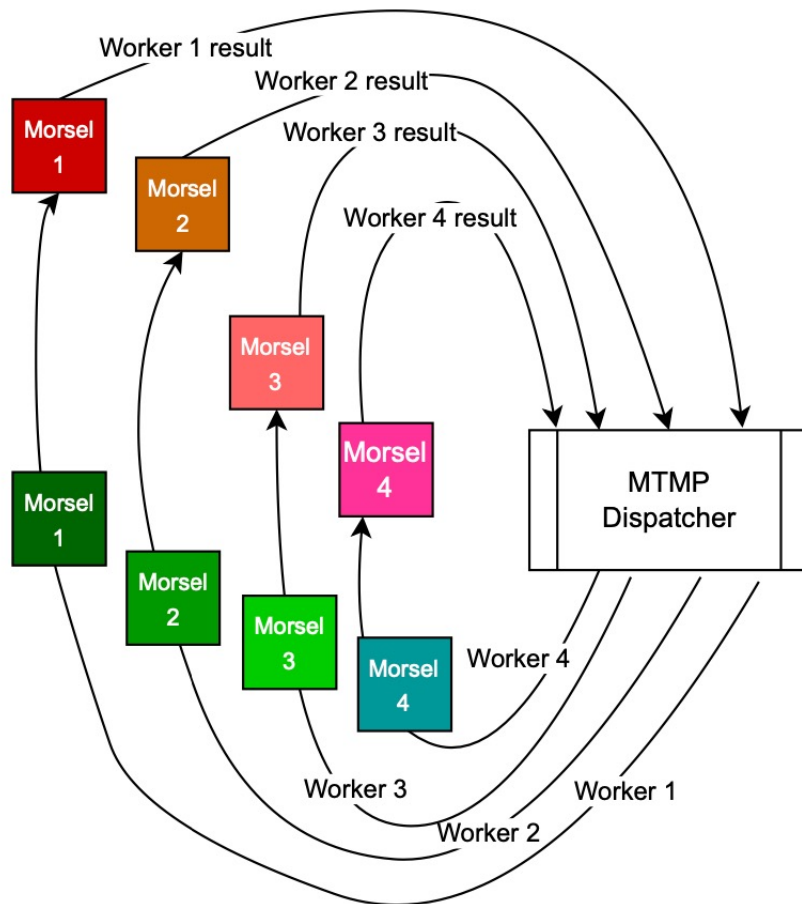 Worker 1 result
Worker 2 result
Worker 3 result
Worker 4 result
Morsel
1
Morsel
2
Morsel
3
Morsel
4
MTMP
Dispatcher
Morsel
1
Morsel
2
Morsel
3
Morsel
4
Worker 4
Worker 3
Worker 2
Worker 1